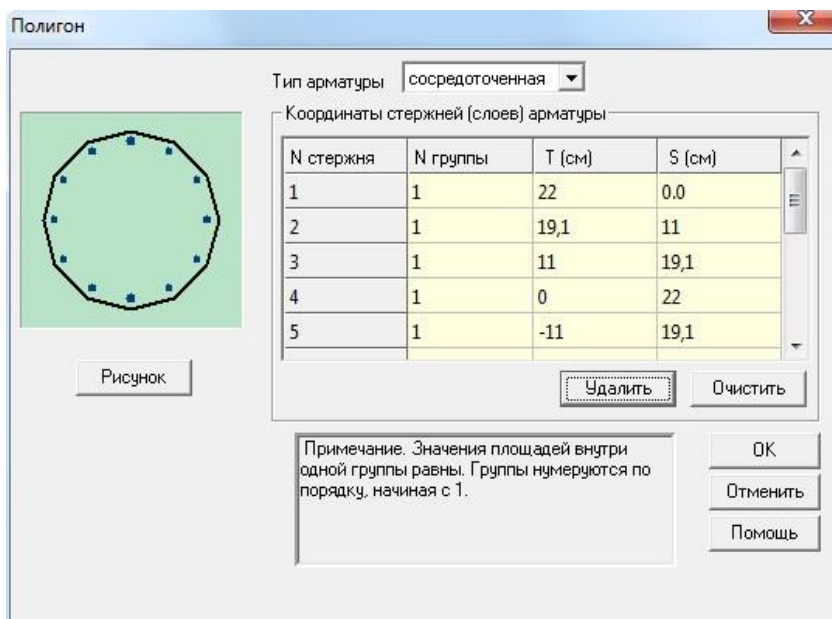 Полигон
Тип арматуры сосредоточенная
Координаты стержней (слоев) арматуры
N стержня N группы T (см) S (см)
1 1 22 0.0
2 1 19,1 11
3 1 11 19,1
4 1 0 22
5 1 -11 19,1
Рисунок
Удалить Очистить
Примечание. Значения площадей внутри
одной группы равны. Группы нумеруются по
порядку, начиная с 1.
OK
Отменить
Помощь